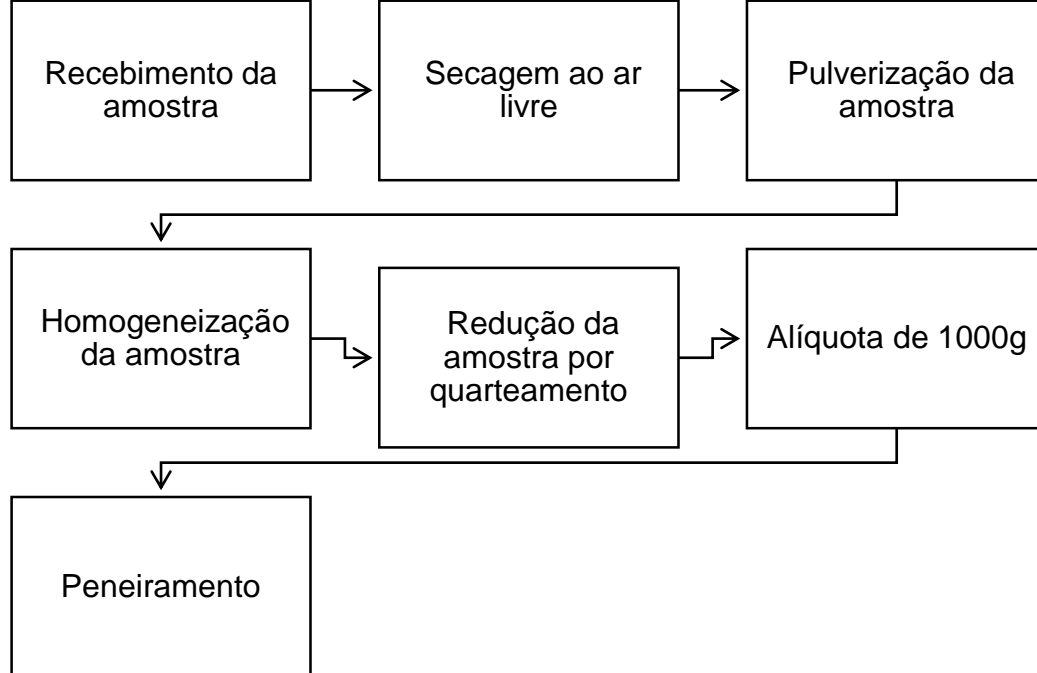 Recebimento da
amostra
Secagem ao ar
livre
Pulverização da
amostra
Homogeneização
da amostra
Redução da
amostra por
quarteamento
Alíquota de 1000g
Peneiramento